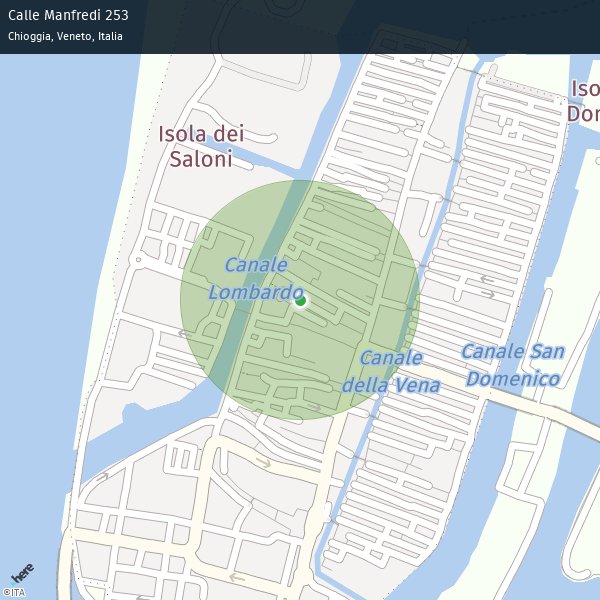 Calle Manfredi 253
Chioggia, Veneto, Italia
Iso
Dor
Isola dei
Saloni
Canale
Lombardo
Canale
della Vena
Canale San
Domenico
here
©ITA